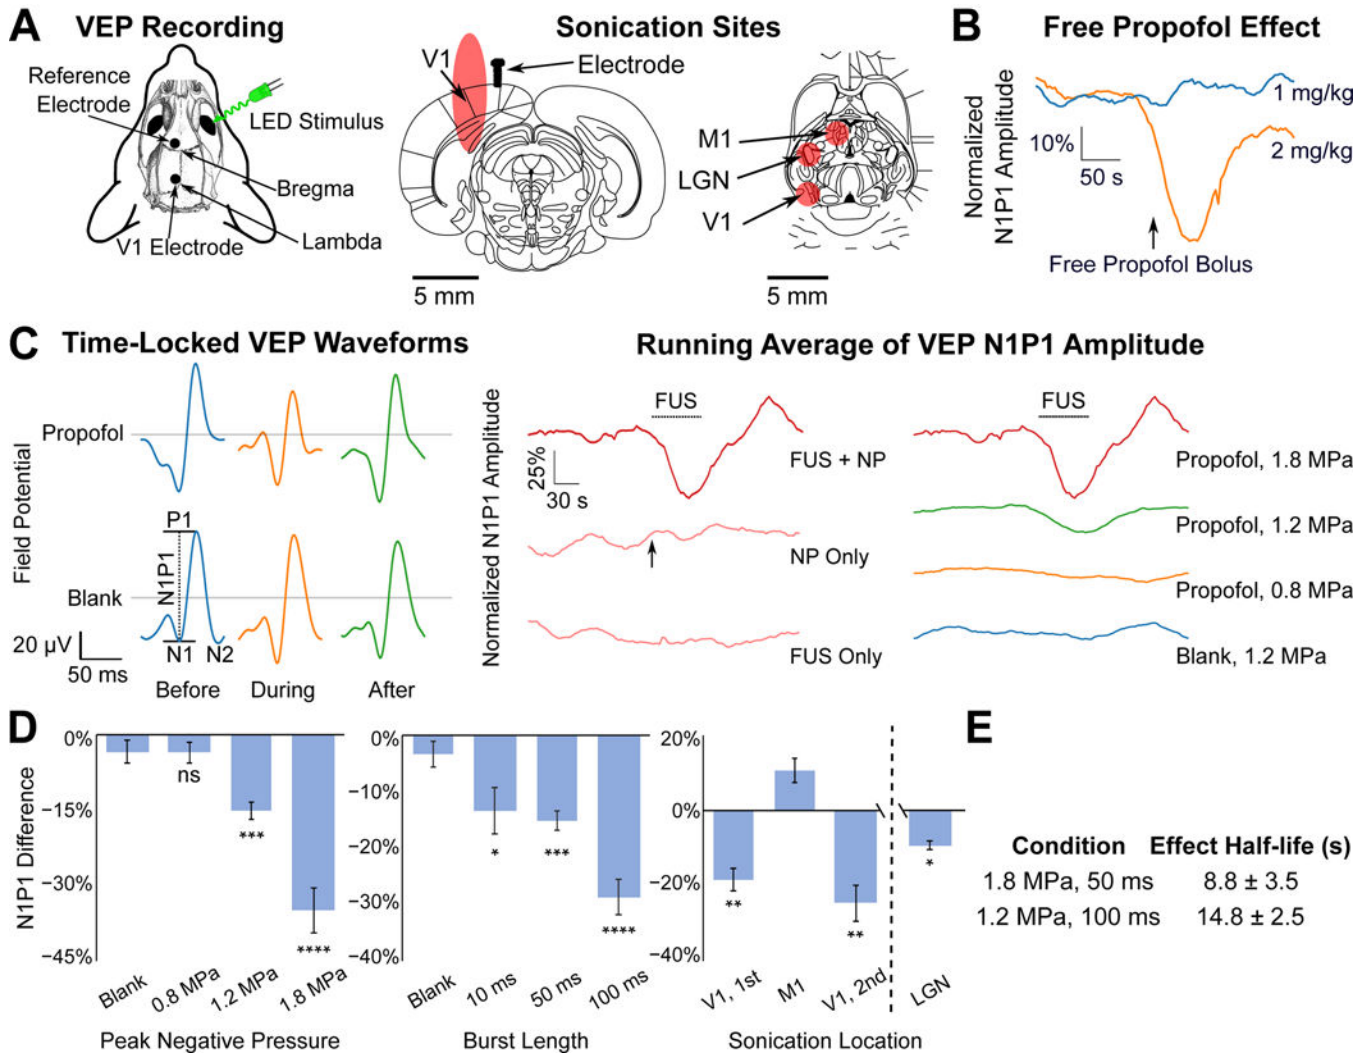 A
VEP Recording
Reference
Electrode
LED Stimulus
Bregma
V1 Electrode
Lambda
Sonication Sites
V1
Electrode
5 mm
M1
LGN
V1
5 mm
B
Free Propofol Effect
Normalized
N1P1 Amplitude
1 mg/kg
10%
50 s
2 mg/kg
Free Propofol Bolus
C
Time-Locked VEP Waveforms
Field Potential
Propofol
Blank
P1
N1P1
N1
N2
20 µV
50 ms
Before
During
After
Running Average of VEP N1P1 Amplitude
Normalized N1P1 Amplitude
FUS
25%
30 s
FUS + NP
NP Only
FUS Only
FUS
Propofol, 1.8 MPa
Propofol, 1.2 MPa
Propofol, 0.8 MPa
Blank, 1.2 MPa
D
N1P1 Difference
0%
−15%
−30%
−45%
ns
***
****
Blank
0.8 MPa
1.2 MPa
1.8 MPa
Peak Negative Pressure
0%
−10%
−20%
−30%
−40%
*
***
****
Blank
10 ms
50 ms
100 ms
Burst Length
20%
0%
−20%
−40%
**
**
*
V1, 1st
M1
V1, 2nd
LGN
Sonication Location
E
Condition Effect Half-life (s)
1.8 MPa, 50 ms 8.8 ± 3.5
1.2 MPa, 100 ms 14.8 ± 2.5